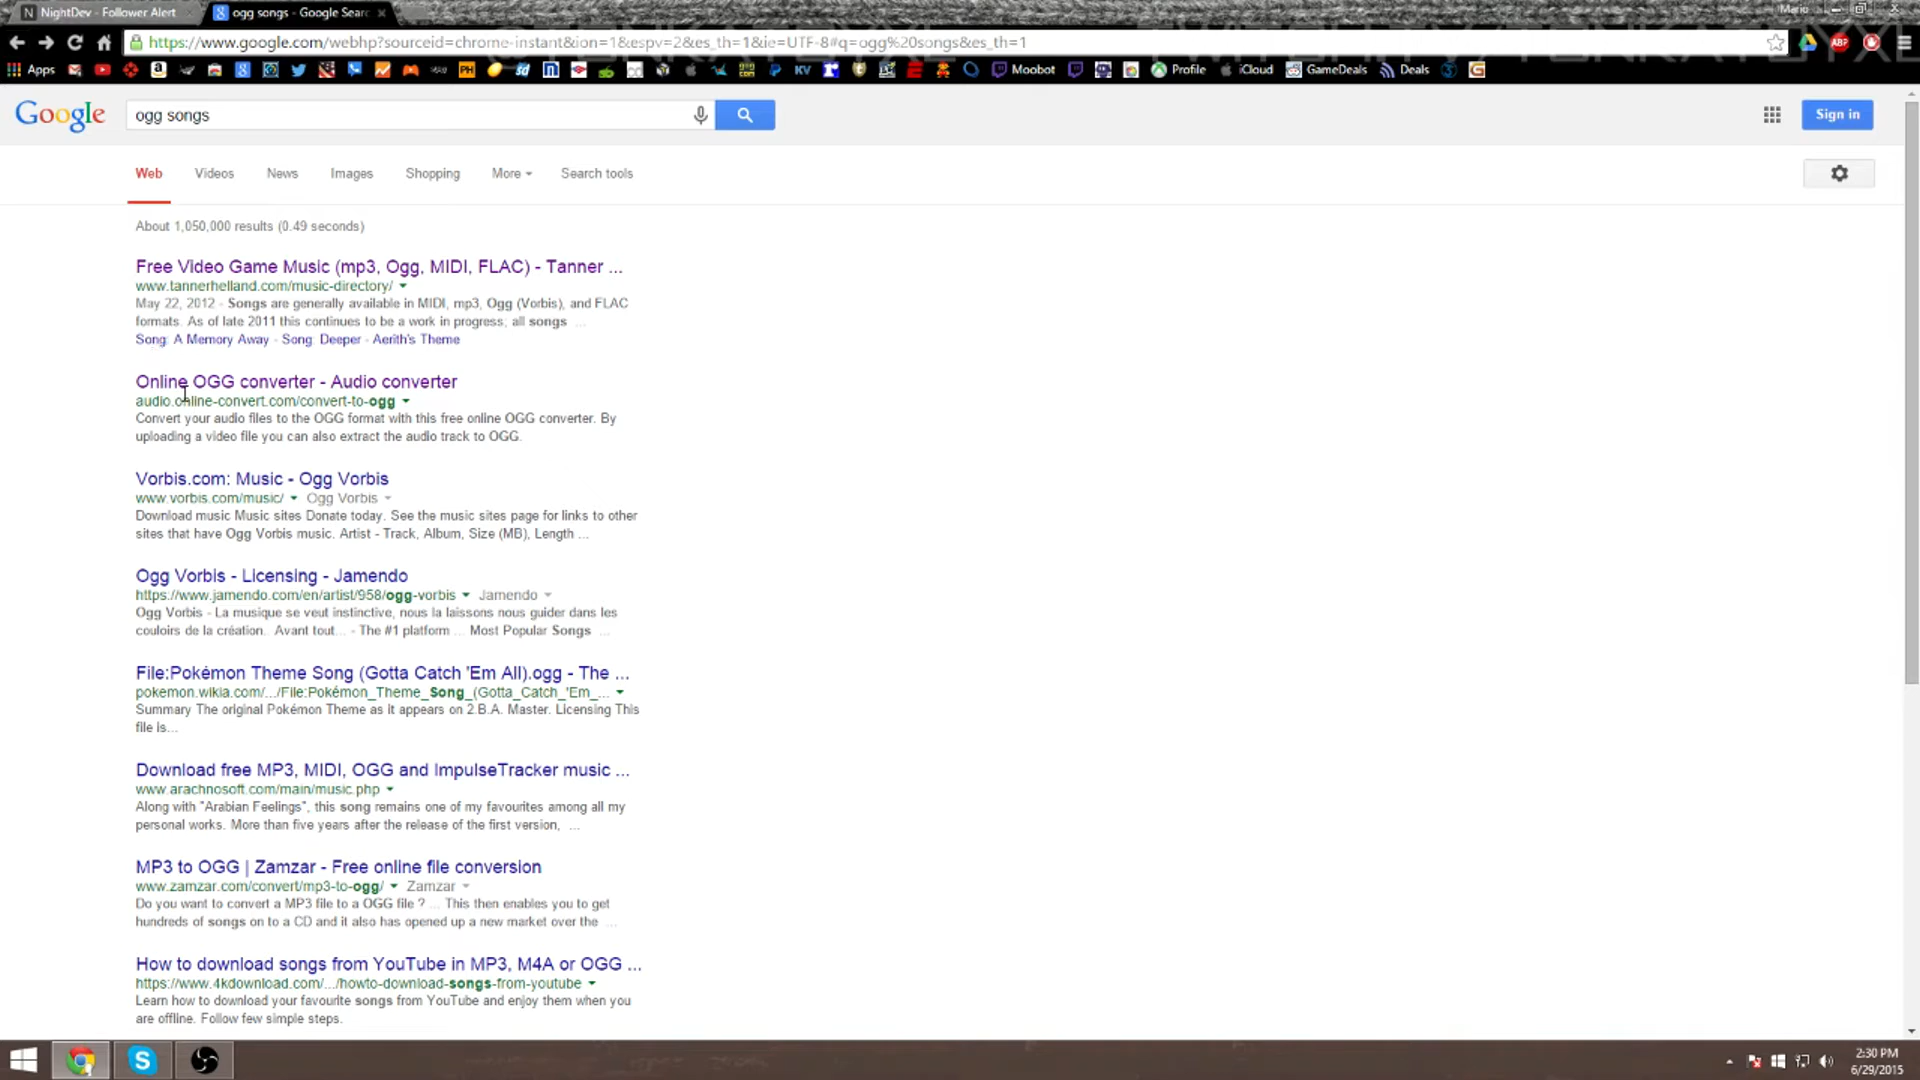 NightDev - Follower Alert
ogg songs - Google Search
Mario
https://www.google.com/webhp?sourceid=chrome-instant&ion=1&espv=2&es_th=1&ie=UTF-8#q=ogg%20songs&es_th=1
Apps
PH
KV
Moobot
Profile
iCloud
GameDeals
Deals
ABP
Google
ogg songs
Sign in
Web
Videos
News
Images
Shopping
More
Search tools
About 1,050,000 results (0.49 seconds)
Free Video Game Music (mp3, Ogg, MIDI, FLAC) - Tanner ...
www.tannerhelland.com/music-directory/
May 22, 2012 - Songs are generally available in MIDI, mp3, Ogg (Vorbis), and FLAC
formats. As of late 2011 this continues to be a work in progress; all songs ...
Song: A Memory Away - Song: Deeper - Aerith's Theme
Online OGG converter - Audio converter
audio.online-convert.com/convert-to-ogg
Convert your audio files to the OGG format with this free online OGG converter. By
uploading a video file you can also extract the audio track to OGG.
Vorbis.com: Music - Ogg Vorbis
www.vorbis.com/music/ Ogg Vorbis
Download music Music sites Donate today. See the music sites page for links to other
sites that have Ogg Vorbis music. Artist - Track, Album, Size (MB), Length ...
Ogg Vorbis - Licensing - Jamendo
https://www.jamendo.com/en/artist/958/ogg-vorbis Jamendo
Ogg Vorbis - La musique se veut instinctive, nous la laissons nous guider dans les
couloirs de la création. Avant tout... - The #1 platform ... Most Popular Songs ...
File:Pokémon Theme Song (Gotta Catch 'Em All).ogg - The ...
pokemon.wikia.com/.../File:Pokémon_Theme_Song_(Gotta_Catch_'Em_...
Summary The original Pokémon Theme as it appears on 2.B.A. Master. Licensing This
file is...
Download free MP3, MIDI, OGG and ImpulseTracker music ...
www.arachnosoft.com/main/music.php
Along with "Arabian Feelings", this song remains one of my favourites among all my
personal works. More than five years after the release of the first version, ...
MP3 to OGG | Zamzar - Free online file conversion
www.zamzar.com/convert/mp3-to-ogg/ Zamzar
Do you want to convert a MP3 file to a OGG file ? ... This then enables you to get
hundreds of songs on to a CD and it also has opened up a new market over the ...
How to download songs from YouTube in MP3, M4A or OGG ...
https://www.4kdownload.com/.../howto-download-songs-from-youtube
Learn how to download your favourite songs from YouTube and enjoy them when you
are offline. Follow few simple steps.
2:30 PM
6/29/2015